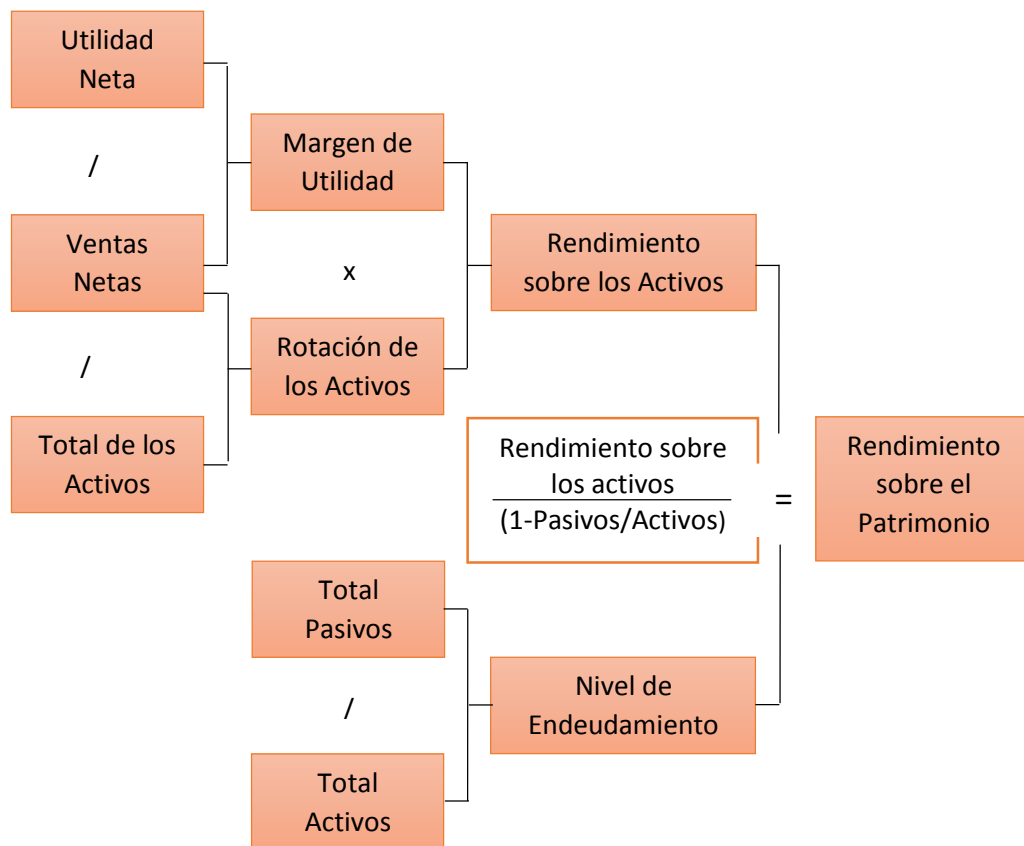 Utilidad
Neta
/
Ventas
Netas
/
Total de los
Activos
Margen de
Utilidad
x
Rotación de
los Activos
Rendimiento
sobre los Activos
Rendimiento sobre
los activos
(1-Pasivos/Activos)
=
Rendimiento
sobre el
Patrimonio
Total
Pasivos
/
Total
Activos
Nivel de
Endeudamiento